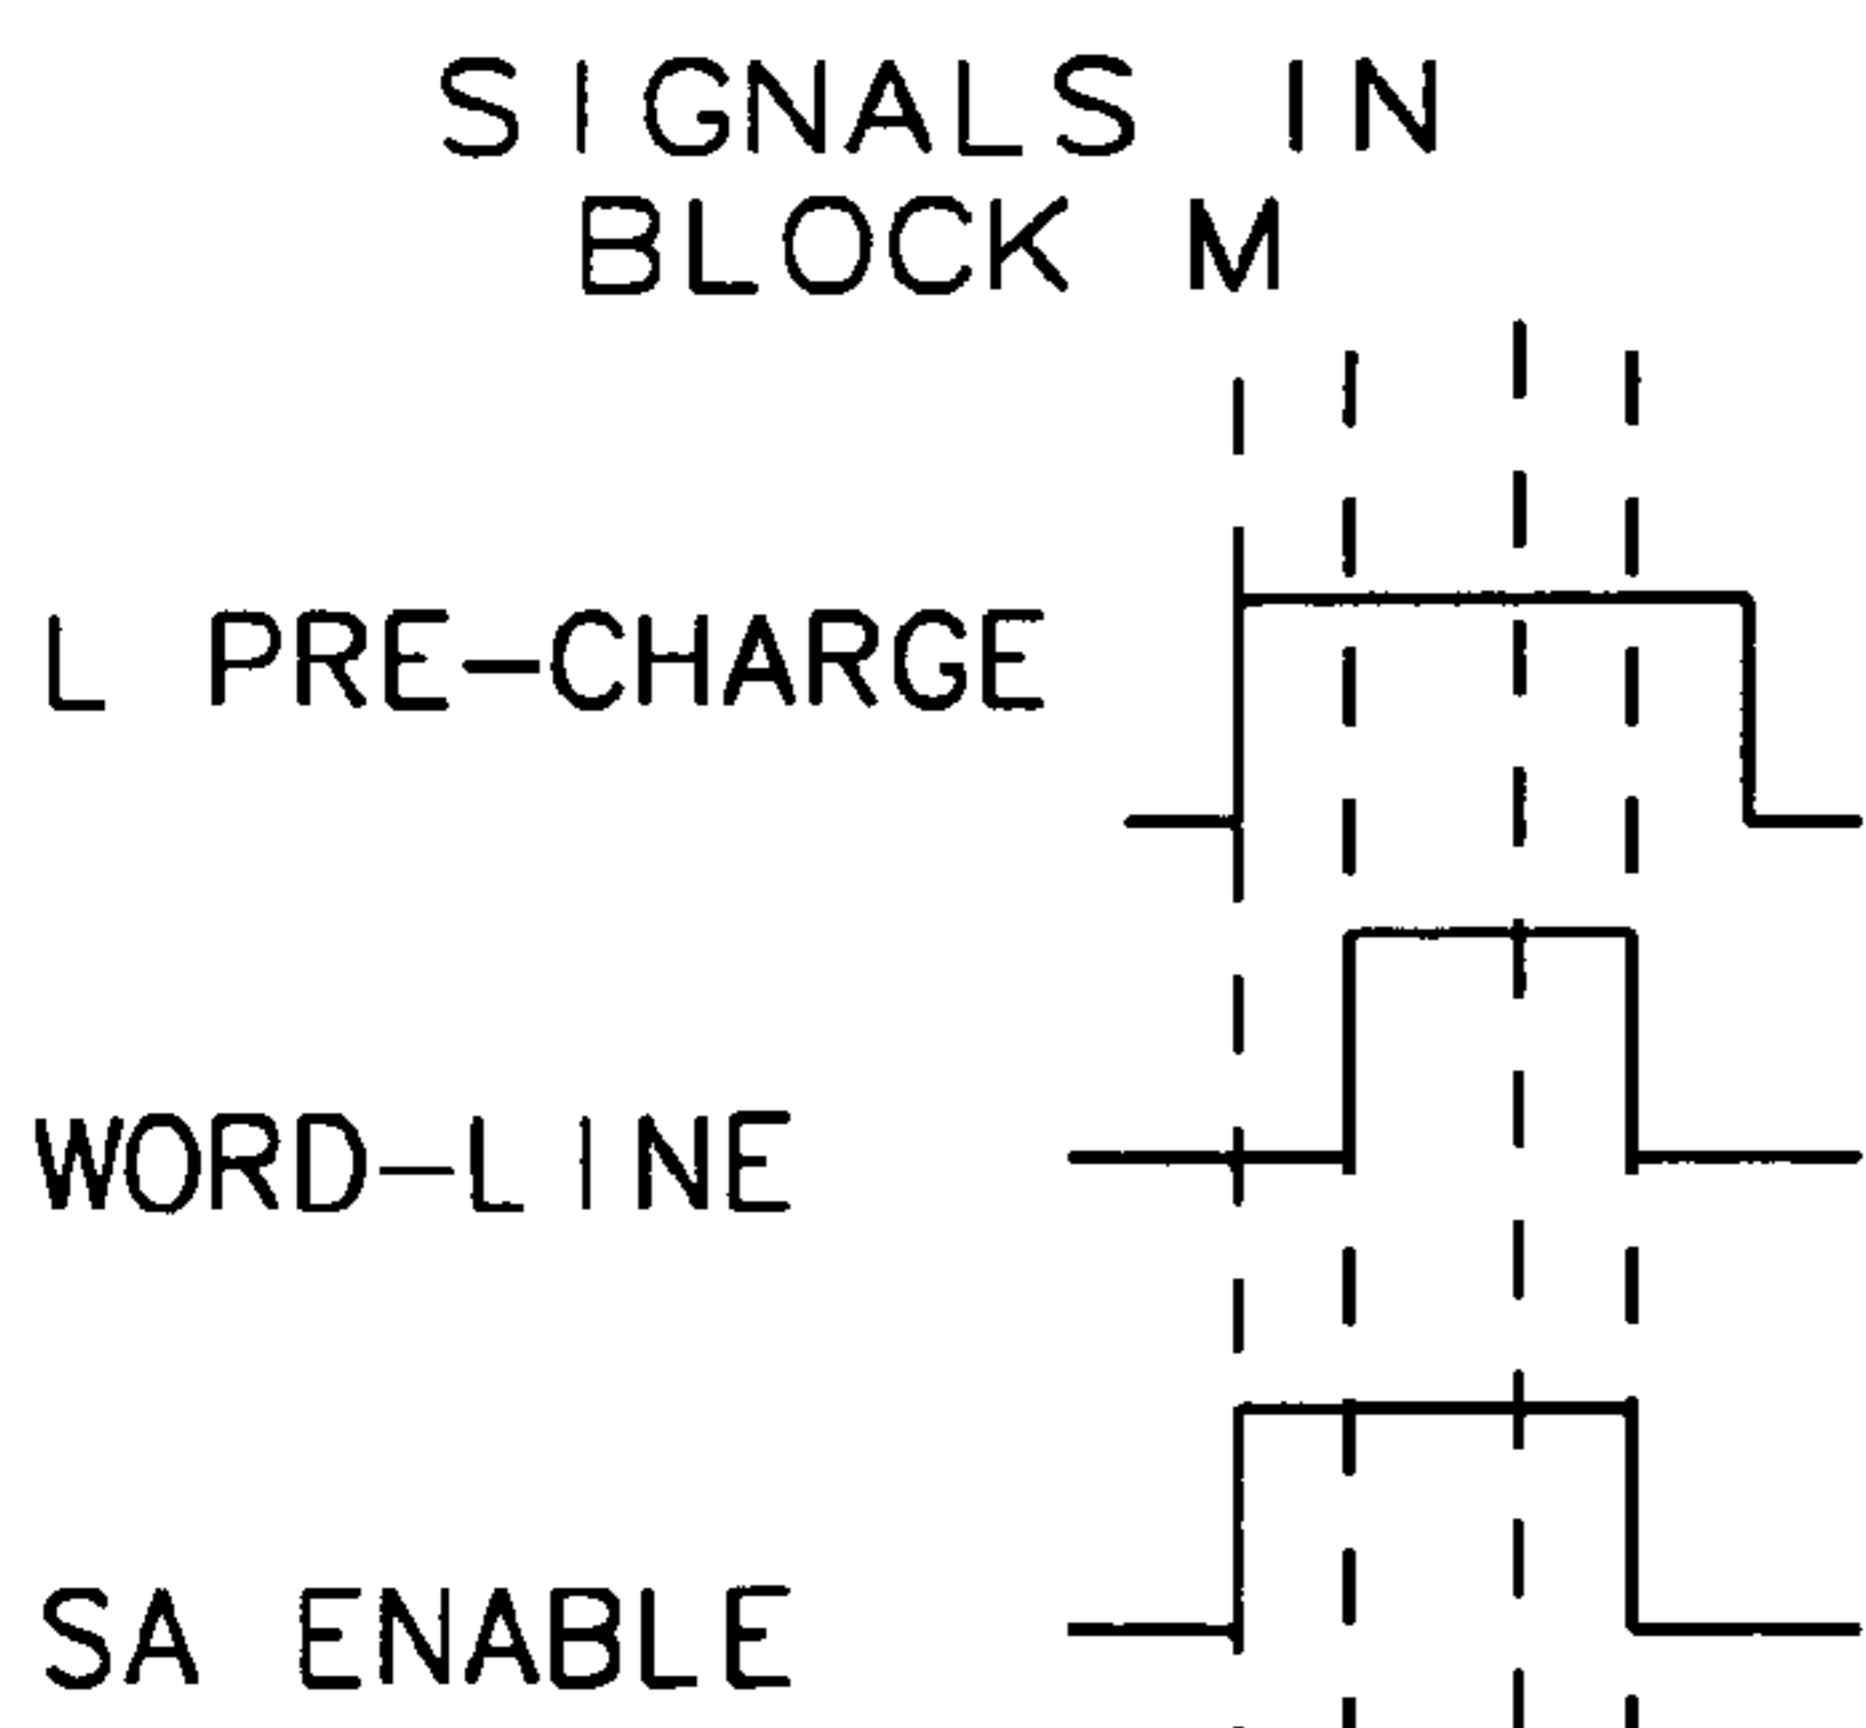 SIGNALS IN
BLOCK M
L PRE-CHARGE
WORD-LINE
SA ENABLE